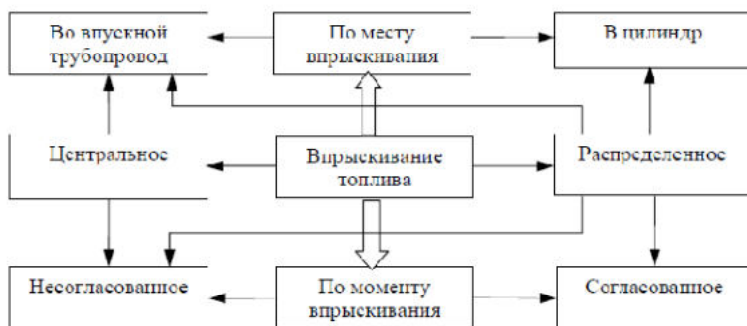 Во впускной
трубопровод
По месту
впрыскивания
В цилиндр
Центральное
Впрыскивание
топлива
Распределенное
Несогласованное
По моменту
впрыскивания
Согласованное